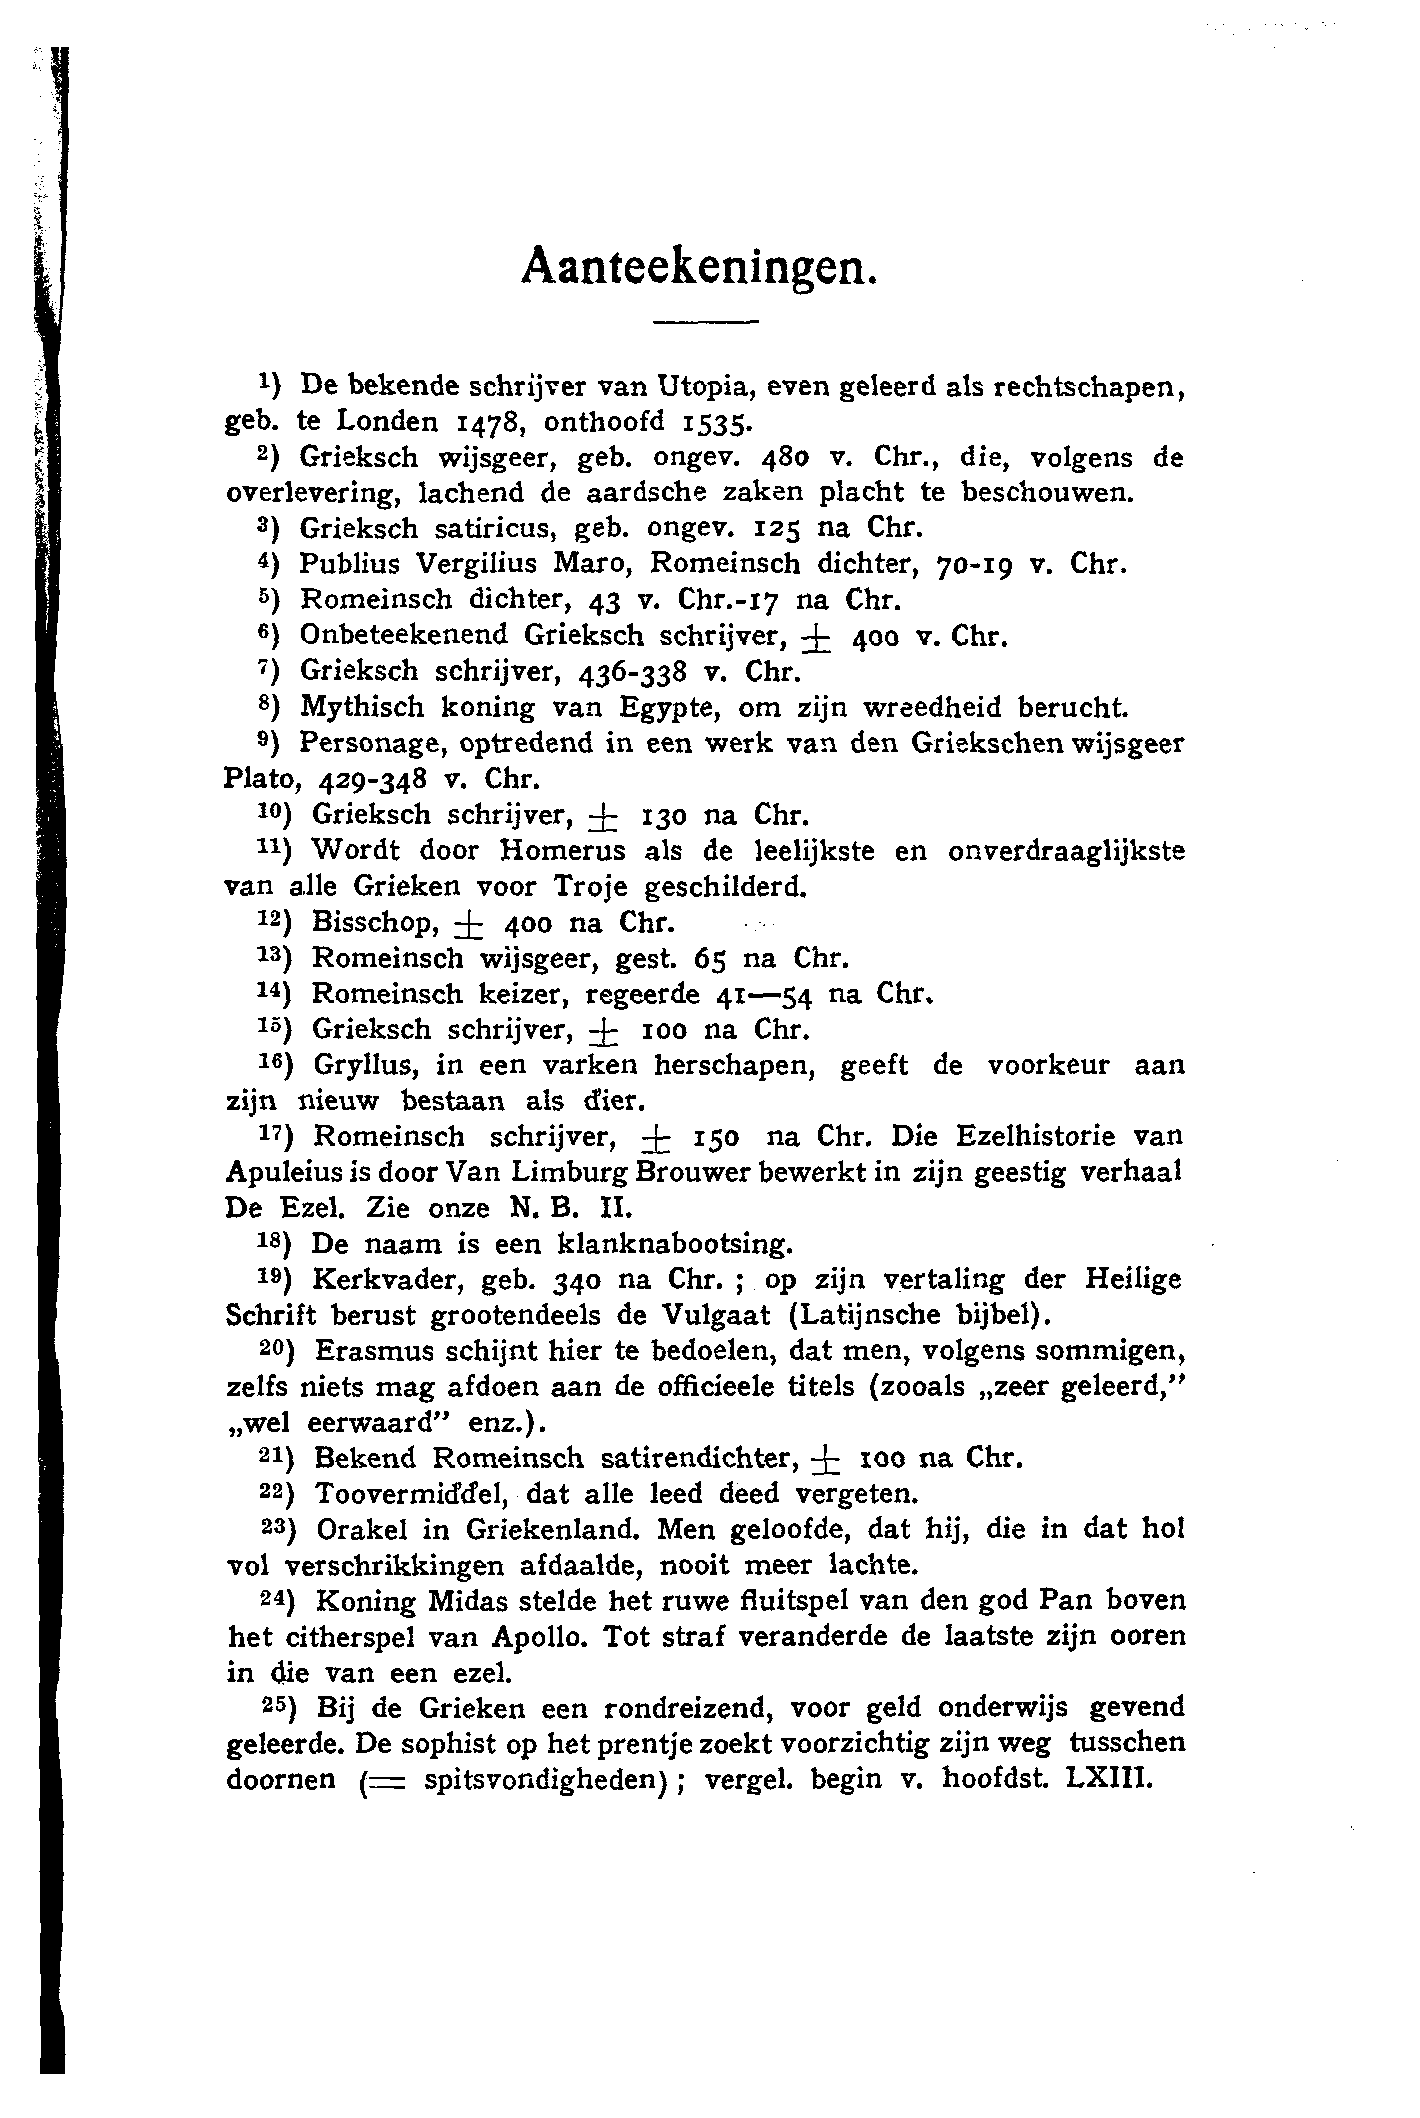 Aanteekeningen.
1) De bekende schrijver van Utopia, even geleerd als rechtschapen,
geb. te Londen 1478, onthoofd 1535.
2) Grieksch wijsgeer, geb. ongev. 480 v. Chr., die, volgens de
overlevering, lachend de aardsche zaken placht te beschouwen.
3) Grieksch satiricus, geb. ongev. 125 na Chr.
4) Publius Vergilius Maro, Romeinsch dichter, 70-19 v. Chr.
5) Romeinsch dichter, 43 v. Chr.-17 na Chr.
6) Onbeteekenend Grieksch schrijver, ± 400 v. Chr.
7) Grieksch schrijver, 436-338 v. Chr.
8) Mythisch koning van Egypte, om zijn wreedheid berucht.
9) Personage, optredend in een werk van den Griekschen wijsgeer
Plato, 429-348 v. Chr.
10) Grieksch schrijver, ± 130 na Chr.
11) Wordt door Homerus als de leelijkste en onverdraaglijkste
van alle Grieken voor Troje geschilderd.
12) Bisschop, ± 400 na Chr.
13) Romeinsch wijsgeer, gest. 65 na Chr.
14) Romeinsch keizer, regeerde 41—54 na Chr.
15) Grieksch schrijver, ± 100 na Chr.
16) Gryllus, in een varken herschapen, geeft de voorkeur aan
zijn nieuw bestaan als dier.
17) Romeinsch schrijver, ± 150 na Chr. Die Ezelhistorie van
Apuleius is door Van Limburg Brouwer bewerkt in zijn geestig verhaal
De Ezel. Zie onze N. B. II.
18) De naam is een klanknabootsing.
19) Kerkvader, geb. 340 na Chr. ; op zijn vertaling der Heilige
Schrift berust grootendeels de Vulgaat (Latijnsche bijbel).
20) Erasmus schijnt hier te bedoelen, dat men, volgens sommigen,
zelfs niets mag afdoen aan de officieele titels (zooals „zeer geleerd,”
„wel eerwaard” enz.).
21) Bekend Romeinsch satirendichter, ± 100 na Chr.
22) Toovermiddel, dat alle leed deed vergeten.
23) Orakel in Griekenland. Men geloofde, dat hij, die in dat hol
vol verschrikkingen afdaalde, nooit meer lachte.
24) Koning Midas stelde het ruwe fluitspel van den god Pan boven
het citherspel van Apollo. Tot straf veranderde de laatste zijn ooren
in die van een ezel.
25) Bij de Grieken een rondreizend, voor geld onderwijs gevend
geleerde. De sophist op het prentje zoekt voorzichtig zijn weg tusschen
doornen (= spitsvondigheden) ; vergel. begin v. hoofdst. LXIII.